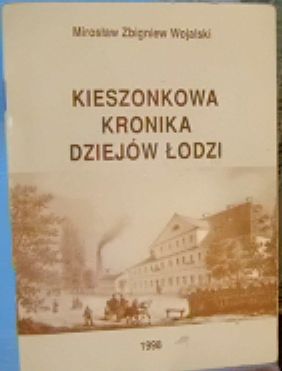 Mirosław Zbigniew Wojalski
KIESZONKOWA
KRONIKA
DZIEJÓW ŁODZI
1998